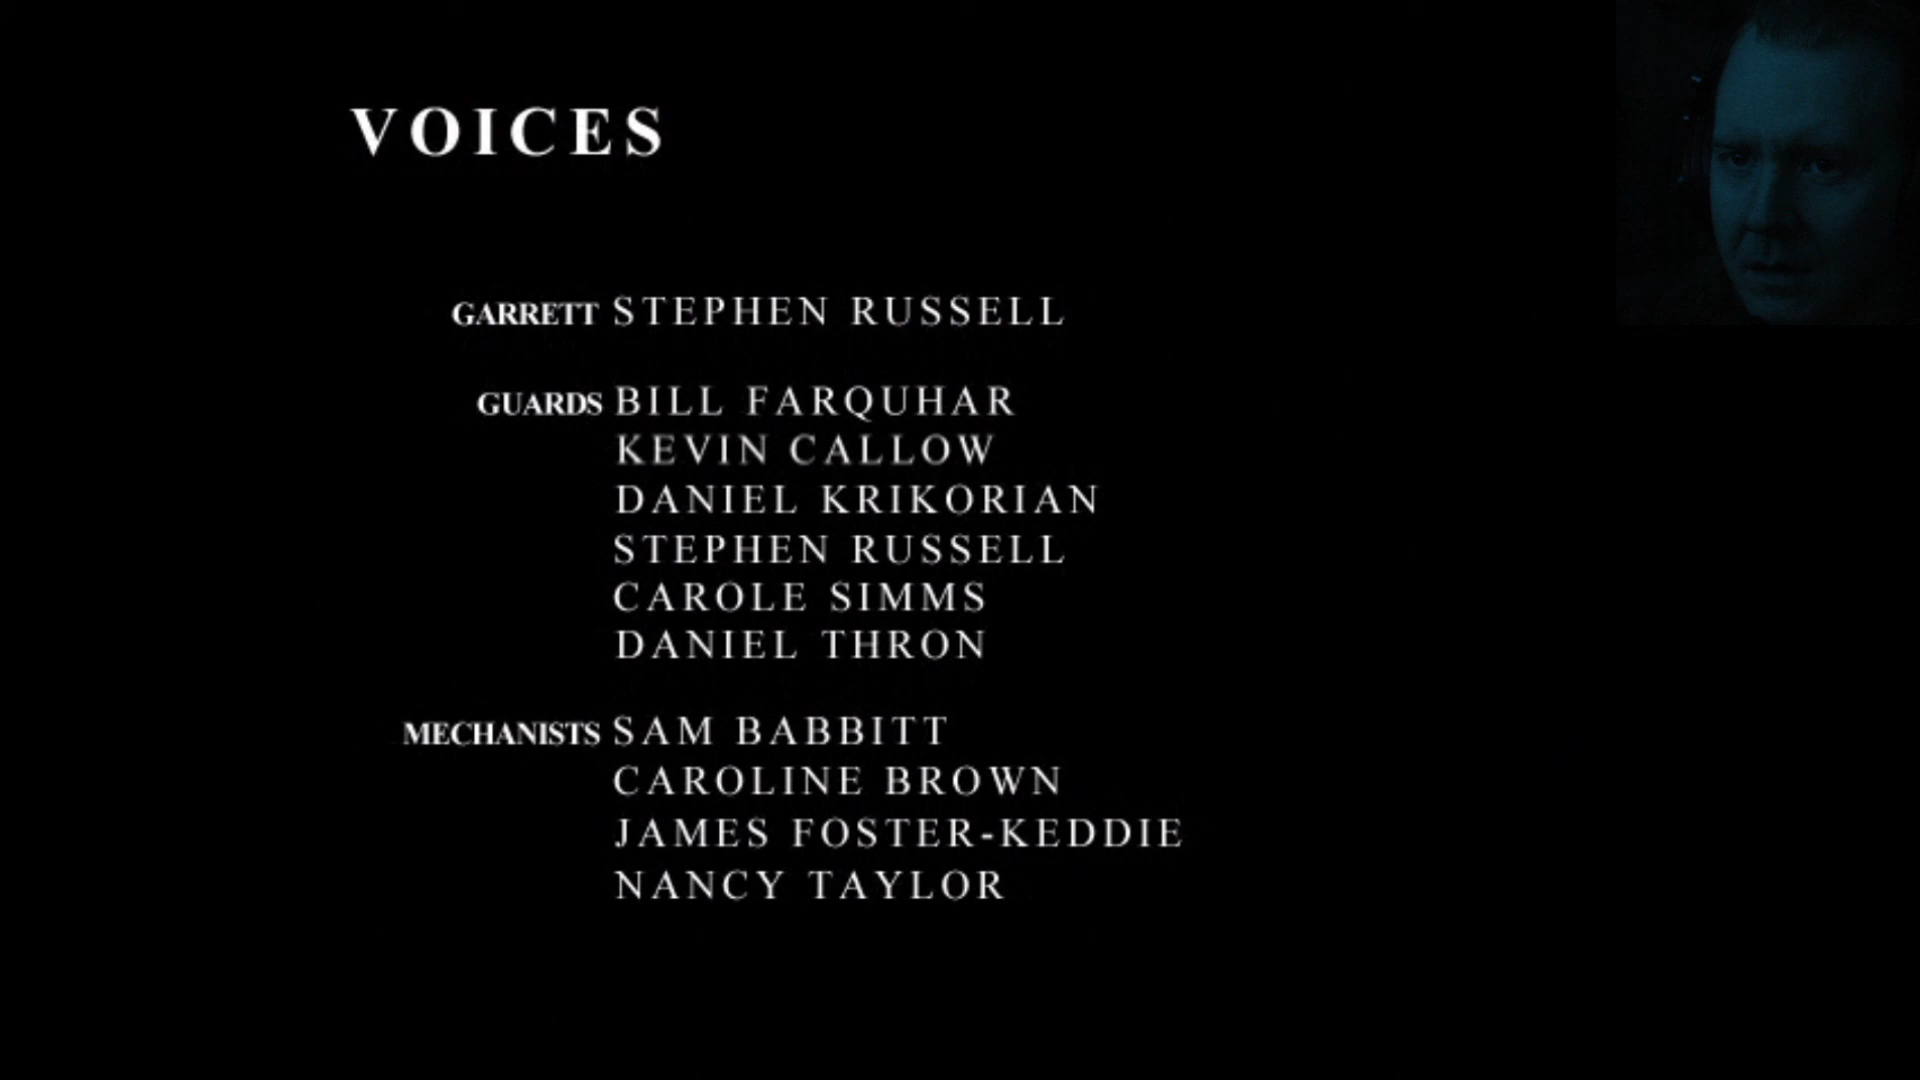 VOICES
GARRETT STEPHEN RUSSELL
GUARDS BILL FARQUHAR
KEVIN CALLOW
DANIEL KRIKORIAN
STEPHEN RUSSELL
CAROLE SIMMS
DANIEL THRON
MECHANISTS SAM BABBITT
CAROLINE BROWN
JAMES FOSTER-KEDDIE
NANCY TAYLOR